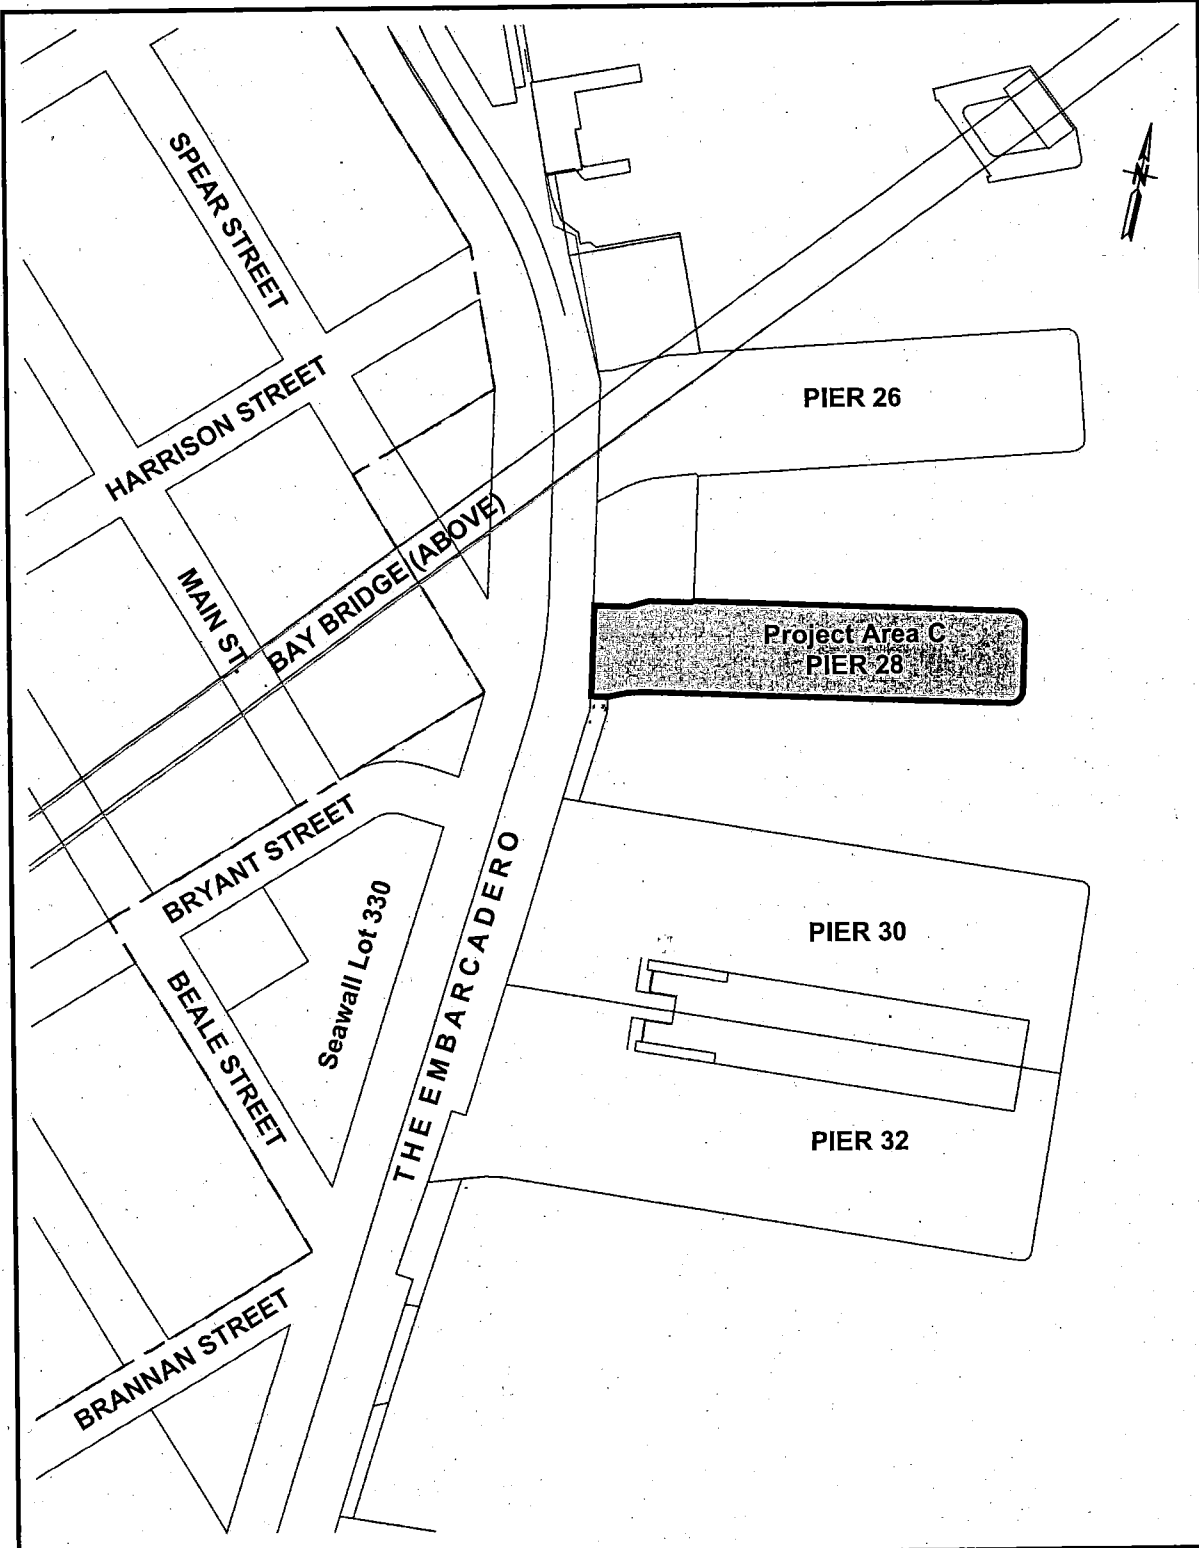 SPEAR STREET
N
HARRISON STREET
PIER 26
BAY BRIDGE (ABOVE)
MAIN ST.
Project Area C
PIER 28
BRYANT STREET
THE EMBARCADERO
Seawall Lot 330
PIER 30
BEALE STREET
PIER 32
BRANNAN STREET